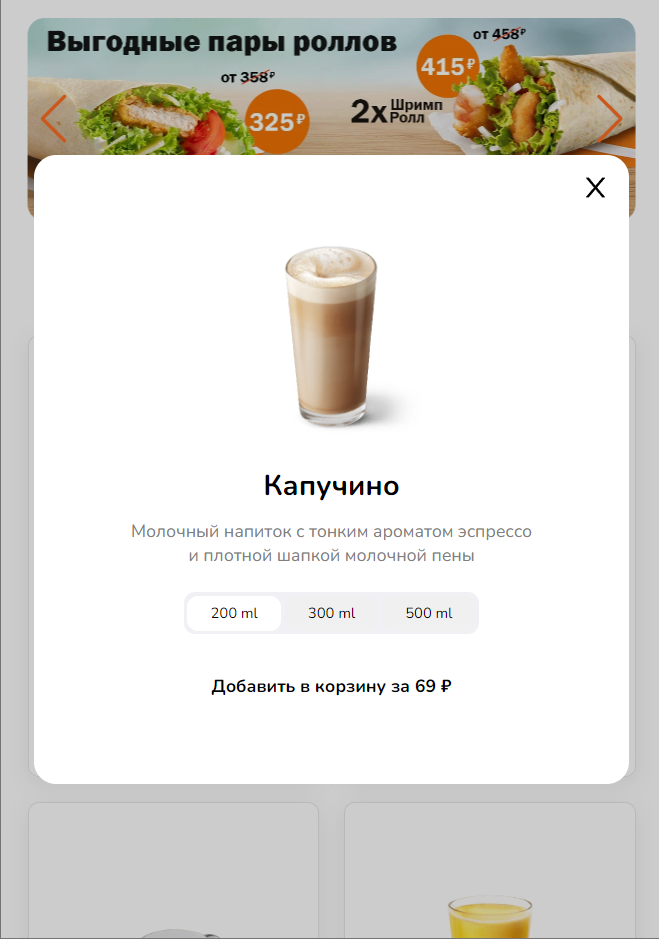 Выгодные пары роллов
от 358₽
325₽
от 458₽
415₽
2x Шримп
Ролл
X
Капучино
Молочный напиток с тонким ароматом эспрессо
и плотной шапкой молочной пены
200 ml 300 ml 500 ml
Добавить в корзину за 69 ₽